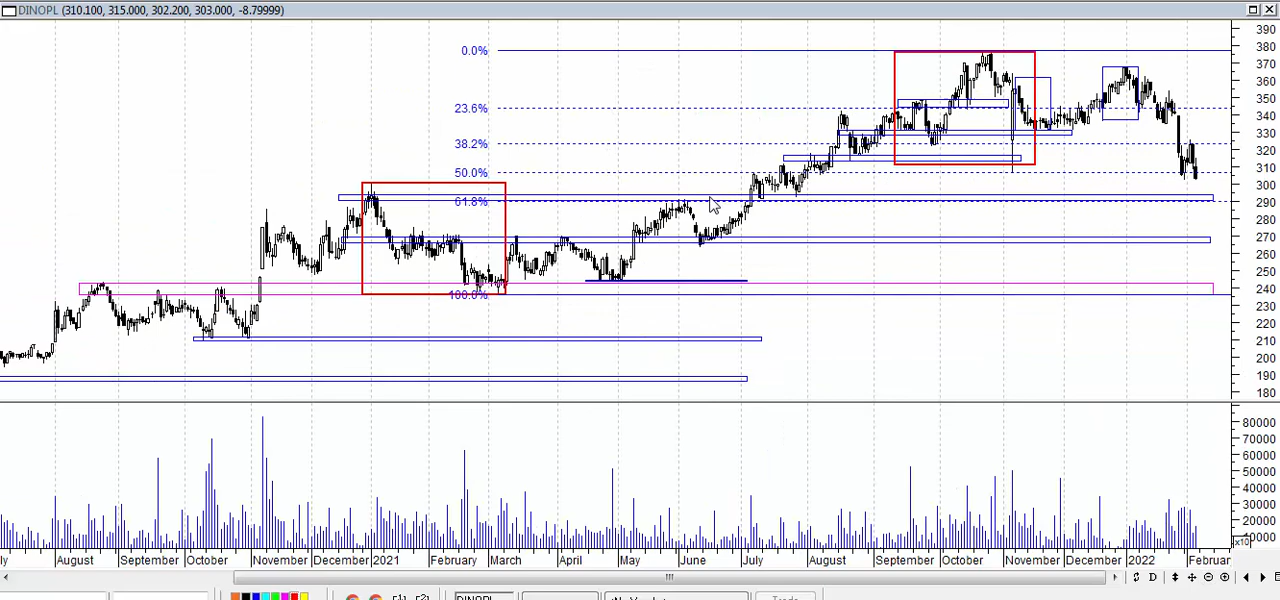 DINOPL (310.100, 315.000, 302.200, 303.000, -8.79999)
390
380
370
360
350
340
330
320
310
300
290
280
270
260
250
240
230
220
210
200
190
180
0.0%
23.6%
38.2%
50.0%
61.8%
100.0%
80000
70000
60000
50000
40000
30000
20000
10000
x10
August
September
October
November
December
2021
February
March
April
May
June
July
August
September
October
November
December
2022
Februar
D
DINOPL